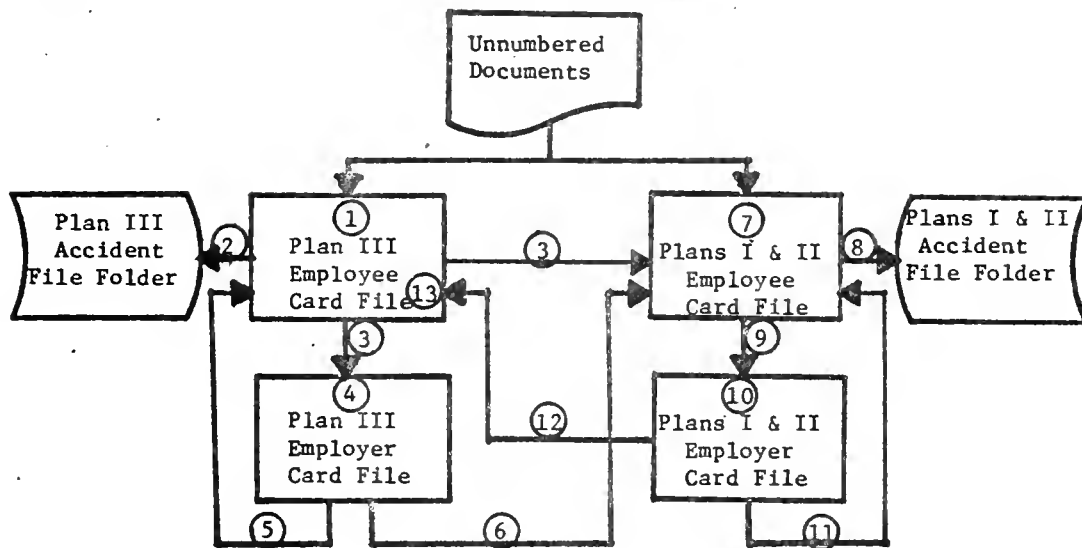 Unnumbered
Documents
1
7
Plan III
Accident
File Folder
2
Plan III
Employee
Card File
13
3
Plans I & II
Employee
Card File
8
Plans I & II
Accident
File Folder
3
9
4
Plan III
Employer
Card File
12
10
Plans I & II
Employer
Card File
5
6
11